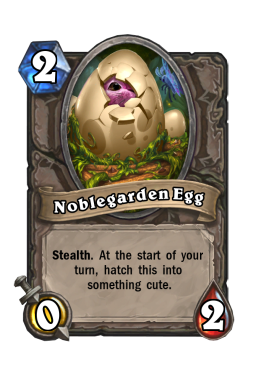 2
Noblegarden Egg
Stealth. At the start of your
turn, hatch this into
something cute.
0
2